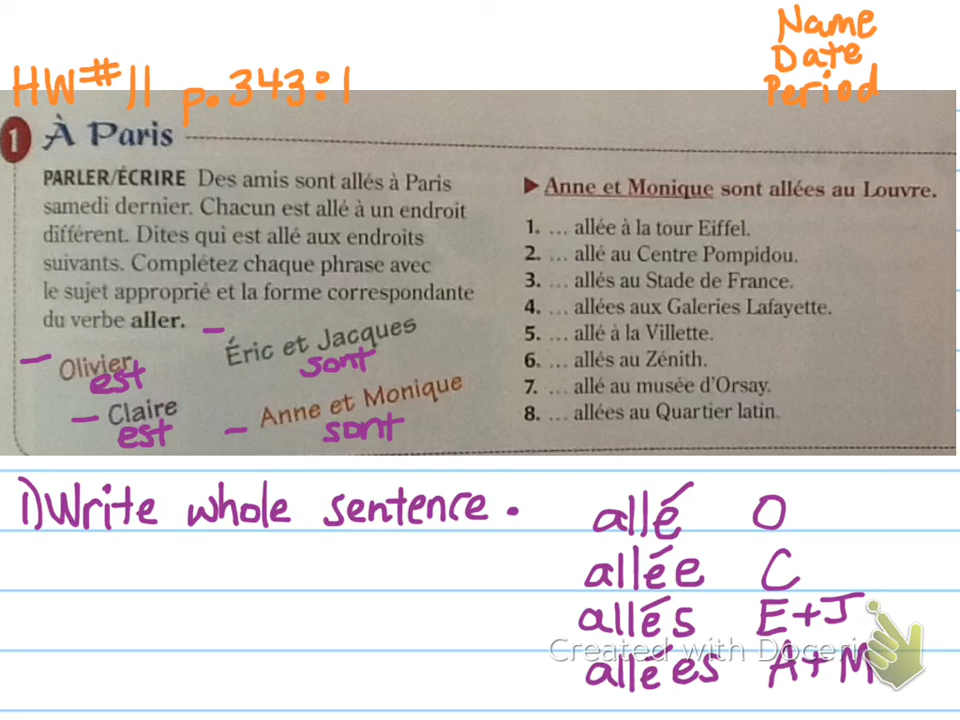 Name
Date
HW#11 p.343:1
Period
1 À Paris
PARLER/ÉCRIRE Des amis sont allés à Paris
samedi dernier. Chacun est allé à un endroit
différent. Dites qui est allé aux endroits
suivants. Complétez chaque phrase avec
le sujet approprié et la forme correspondante
du verbe aller.
– Olivier
est
– Éric et Jacques
sont
– Claire
est
– Anne et Monique
sont
▶ Anne et Monique sont allées au Louvre.
1. ... allée à la tour Eiffel.
2. ... allé au Centre Pompidou.
3. ... allés au Stade de France.
4. ... allées aux Galeries Lafayette.
5. ... allé à la Villette.
6. ... allés au Zénith.
7. ... allé au musée d'Orsay.
8. ... allées au Quartier latin.
1) Write whole sentence.
allé O
allée C
allés E+J
Created with Doceri
allées A+M